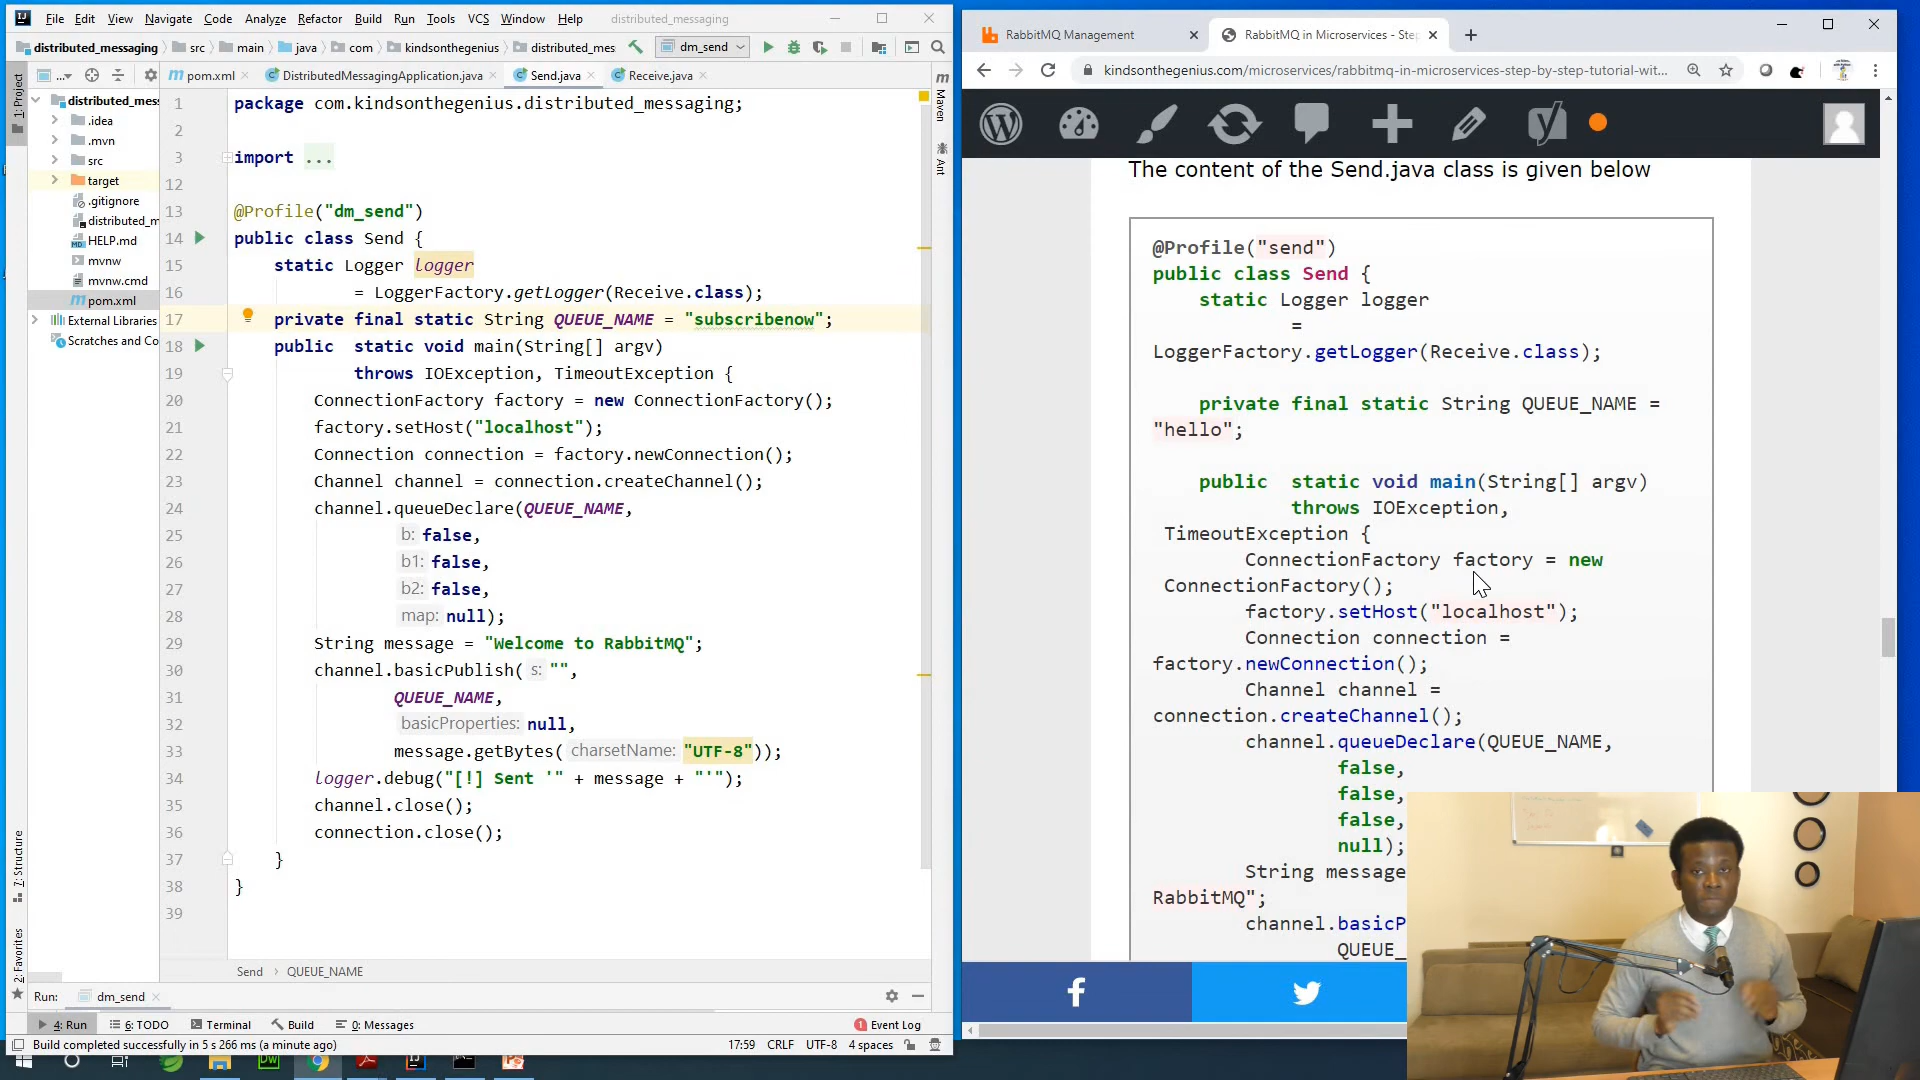 File Edit View Navigate Code Analyze Refactor Build Run Tools VCS Window Help distributed_messaging
distributed_messaging src main java com kindsonthegenius distributed_mes dm_send
pom.xml DistributedMessagingApplication.java Send.java Receive.java
1: Project
distributed_mess
.idea
.mvn
src
target
.gitignore
distributed_m
HELP.md
mvnw
mvnw.cmd
pom.xml
External Libraries
Scratches and Co
7: Structure
2: Favorites
1 package com.kindsonthegenius.distributed_messaging;
2
3 import ...
12
13 @Profile("dm_send")
14 public class Send {
15 static Logger logger
16 = LoggerFactory.getLogger(Receive.class);
17 private final static String QUEUE_NAME = "subscribenow";
18 public static void main(String[] argv)
19 throws IOException, TimeoutException {
20 ConnectionFactory factory = new ConnectionFactory();
21 factory.setHost("localhost");
22 Connection connection = factory.newConnection();
23 Channel channel = connection.createChannel();
24 channel.queueDeclare(QUEUE_NAME,
25 b: false,
26 b1: false,
27 b2: false,
28 map: null);
29 String message = "Welcome to RabbitMQ";
30 channel.basicPublish( s: "",
31 QUEUE_NAME,
32 basicProperties: null,
33 message.getBytes( charsetName: "UTF-8"));
34 logger.debug("[!] Sent '" + message + "'");
35 channel.close();
36 connection.close();
37 }
38 }
39
Send QUEUE_NAME
Maven
Ant
Run: dm_send
4: Run 6: TODO Terminal Build 0: Messages 1 Event Log
Build completed successfully in 5 s 266 ms (a minute ago) 17:59 CRLF UTF-8 4 spaces
RabbitMQ Management RabbitMQ in Microservices - Step
kindsonthegenius.com/microservices/rabbitmq-in-microservices-step-by-step-tutorial-wit...
The content of the Send.java class is given below
@Profile("send")
public class Send {
static Logger logger
=
LoggerFactory.getLogger(Receive.class);
private final static String QUEUE_NAME =
"hello";
public static void main(String[] argv)
throws IOException,
TimeoutException {
ConnectionFactory factory = new
ConnectionFactory();
factory.setHost("localhost");
Connection connection =
factory.newConnection();
Channel channel =
connection.createChannel();
channel.queueDeclare(QUEUE_NAME,
false,
false,
false,
null);
String message
RabbitMQ";
channel.basicP
QUEUE_